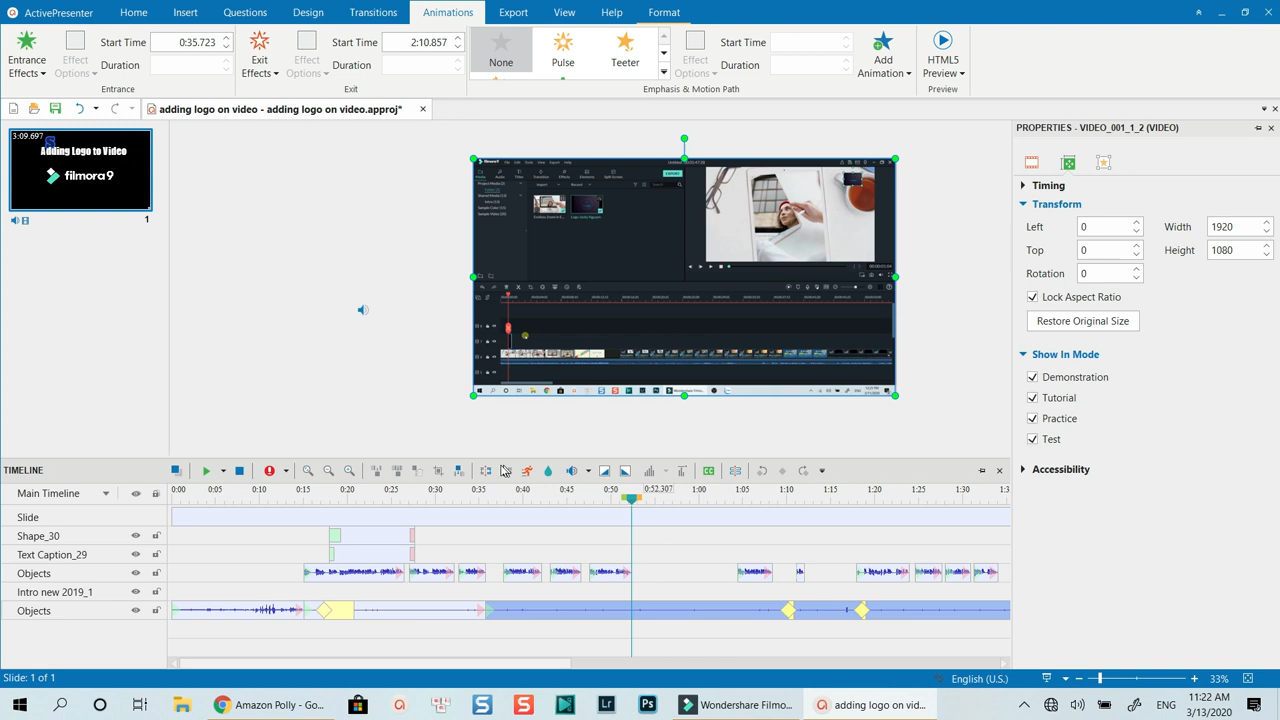 ActivePresenter
Home
Insert
Questions
Design
Transitions
Animations
Export
View
Help
Format
Entrance Effects
Effect Options
Start Time 0:35.723
Duration
Entrance
Exit Effects
Effect Options
Start Time 2:10.857
Duration
Exit
None
Pulse
Teeter
Effect Options
Start Time
Duration
Emphasis & Motion Path
Add Animation
HTML5 Preview
Preview
adding logo on video - adding logo on video.approj*
3:09.697
Adding Logo to Video
filmora9
1
PROPERTIES - VIDEO_001_1_2 (VIDEO)
Timing
Transform
Left 0 Width 1920
Top 0 Height 1080
Rotation 0
Lock Aspect Ratio
Restore Original Size
Show In Mode
Demonstration
Tutorial
Practice
Test
Accessibility
filmora9
EXPORT
TIMELINE
Main Timeline
0:00 0:05 0:10 0:15 0:20 0:25 0:30 0:35 0:40 0:45 0:50 0:52.307 1:00 1:05 1:10 1:15 1:20 1:25 1:30
Slide
Shape_30
Text Caption_29
Objects
Intro new 2019_1
Objects
Slide: 1 of 1
English (U.S.)
33%
Amazon Polly - Go...
Wondershare Filmo...
adding logo on vid...
ENG
11:22 AM
3/13/2020